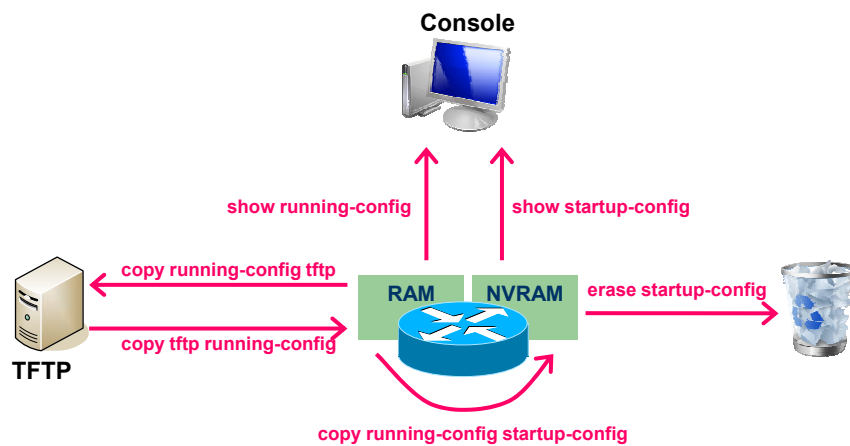 Console
show running-config
show startup-config
copy running-config tftp
RAM
NVRAM
erase startup-config
copy tftp running-config
TFTP
copy running-config startup-config